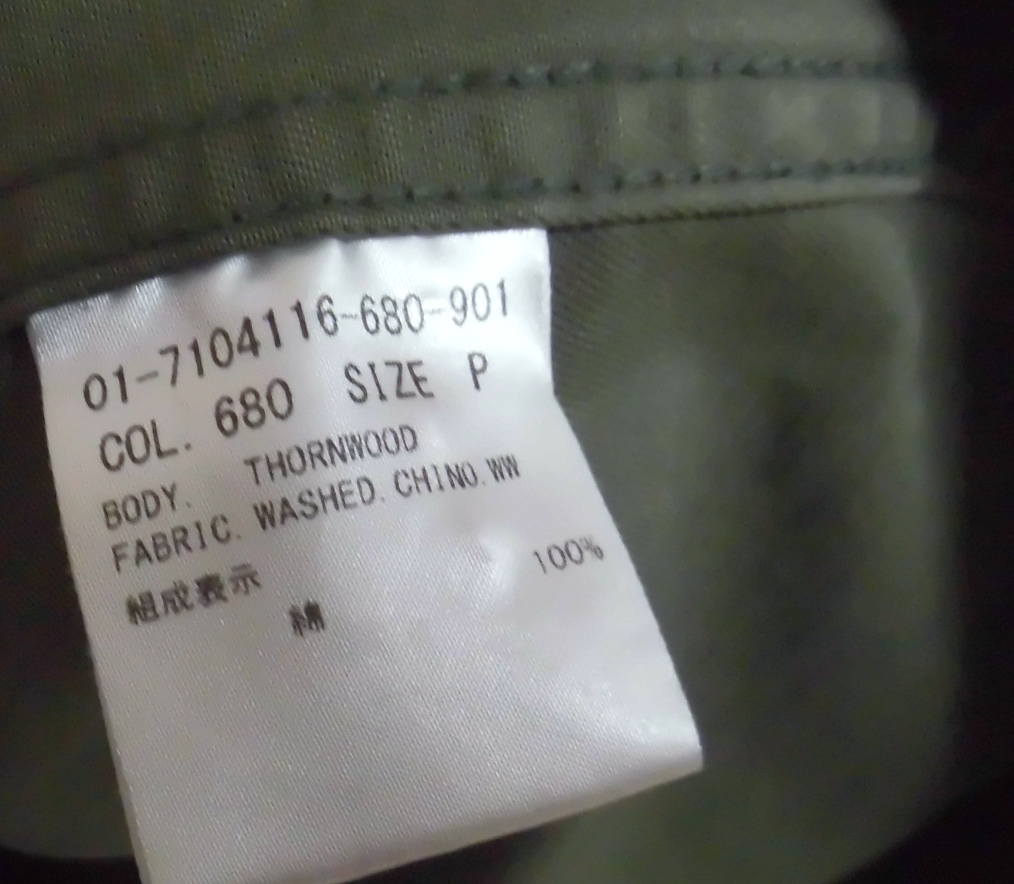 01-7104116-680-901
COL. 680 SIZE P
BODY. THORNWOOD
FABRIC. WASHED.CHINO.WW
組成表示
綿 100%